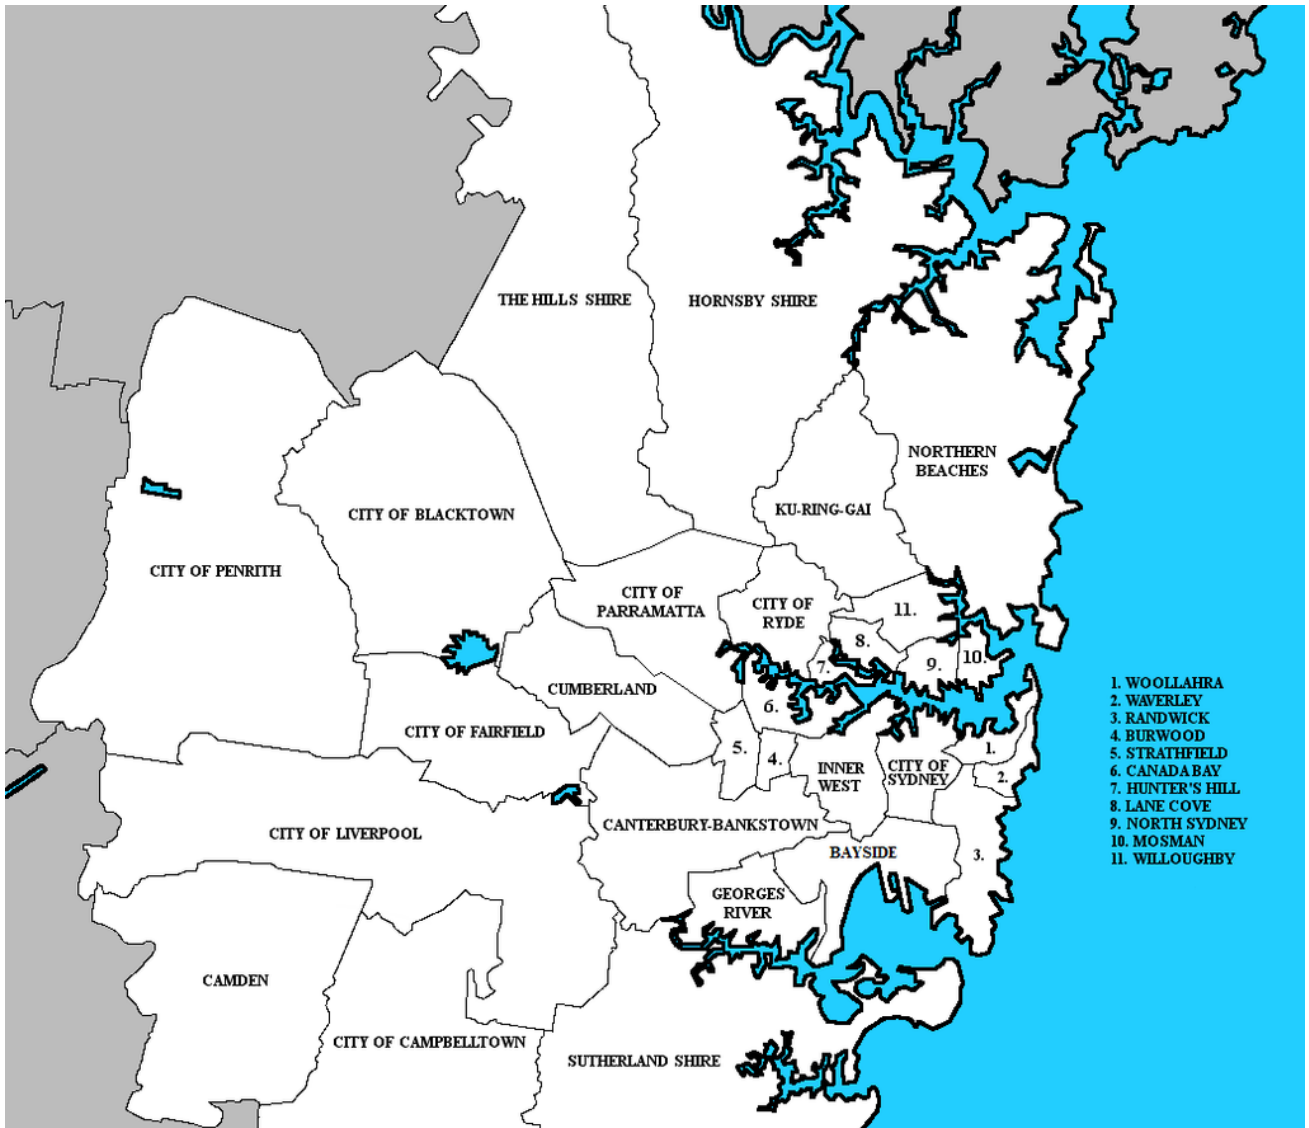 THE HILLS SHIRE
HORNSBY SHIRE
NORTHERN
BEACHES
KU-RING-GAI
CITY OF BLACKTOWN
CITY OF PENRITH
CITY OF
PARRAMATTA
CITY OF
RYDE
11.
8.
7.
9.
10.
CUMBERLAND
6.
CITY OF FAIRFIELD
5.
4.
INNER
WEST
CITY OF
SYDNEY
1.
2.
CITY OF LIVERPOOL
CANTERBURY-BANKSTOWN
BAYSIDE
3.
GEORGES
RIVER
CAMDEN
CITY OF CAMPBELLTOWN
SUTHERLAND SHIRE
1. WOOLLAHRA
2. WAVERLEY
3. RANDWICK
4. BURWOOD
5. STRATHFIELD
6. CANADA BAY
7. HUNTER'S HILL
8. LANE COVE
9. NORTH SYDNEY
10. MOSMAN
11. WILLOUGHBY